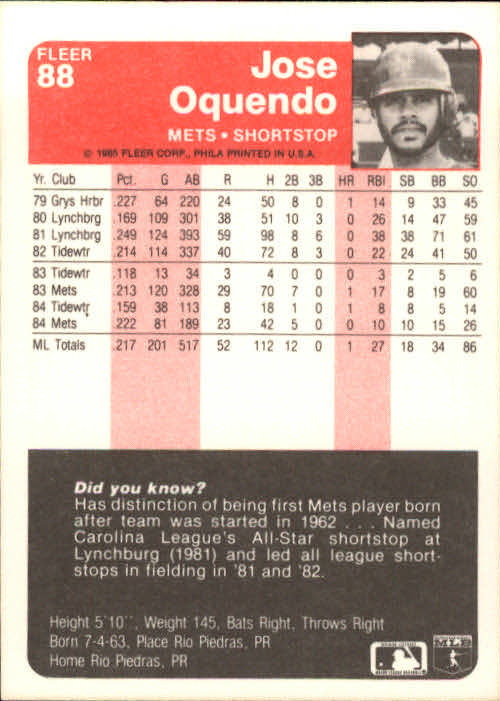 FLEER
88
Jose
Oquendo
METS • SHORTSTOP
© 1985 FLEER CORP., PHILA PRINTED IN U.S.A.
Yr. Club Pct. G AB R H 2B 3B HR RBI SB BB SO
79 Grys Hrbr .227 64 220 24 50 8 0 1 14 9 33 45
80 Lynchbrg .169 109 301 38 51 10 3 0 26 14 47 59
81 Lynchbrg .249 124 393 59 98 8 6 0 38 38 71 61
82 Tidewtr .214 114 337 40 72 8 3 0 22 24 41 50
83 Tidewtr .118 13 34 3 4 0 0 0 3 2 5 6
83 Mets .213 120 328 29 70 7 0 1 17 8 19 60
84 Tidewtr .159 38 113 8 18 1 0 1 8 8 5 14
84 Mets .222 81 189 23 42 5 0 0 10 10 15 26
ML Totals .217 201 517 52 112 12 0 1 27 18 34 86
Did you know?
Has distinction of being first Mets player born
after team was started in 1962 . . . Named
Carolina League's All-Star shortstop at
Lynchburg (1981) and led all league short-
stops in fielding in '81 and '82.
Height 5'10'', Weight 145, Bats Right, Throws Right
Born 7-4-63, Place Rio Piedras, PR
Home Rio Piedras, PR